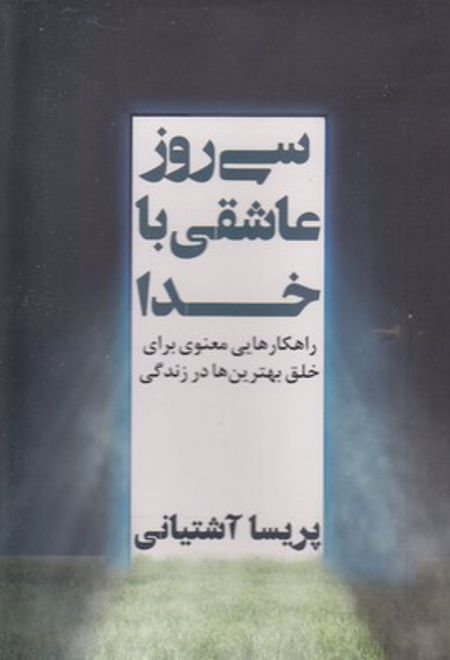 سی روز
عاشقی با
خدا
راهکارهایی معنوی برای
خلق بهترین‌ها در زندگی
پریسا آشتیانی